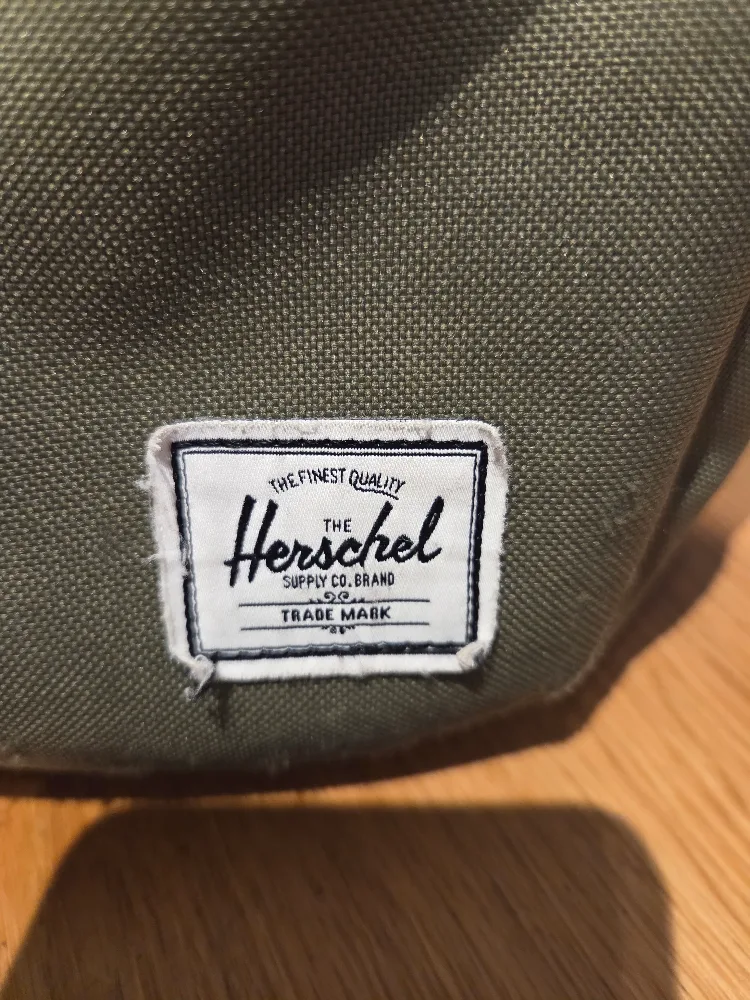 THE FINEST QUALITY
THE
Herschel
SUPPLY CO. BRAND
TRADE MARK